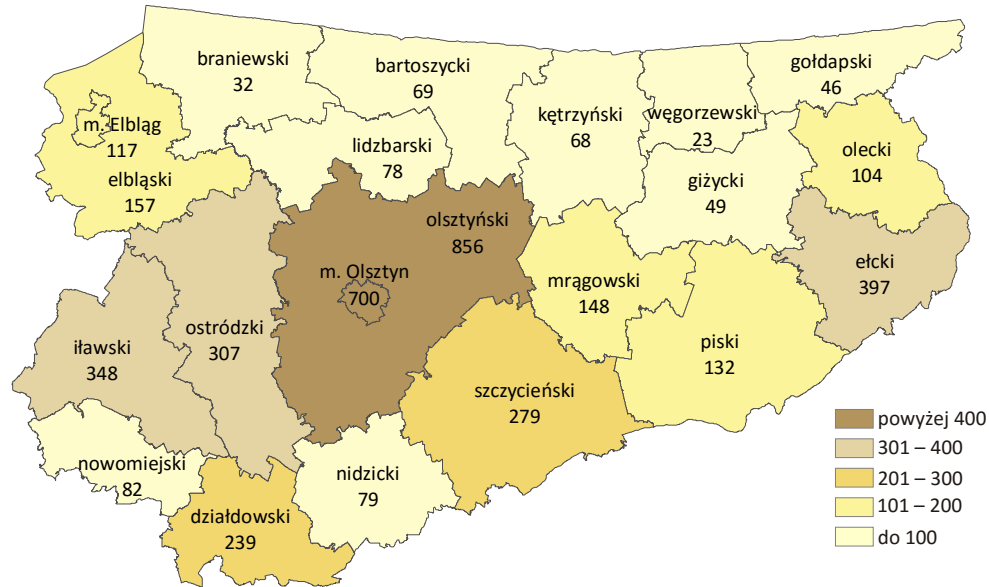 braniewski
32
bartoszycki
69
gołdapski
46
kętrzyński
68
węgorzewski
23
m. Elbląg
117
lidzbarski
78
olecki
104
elbląski
157
giżycki
49
olsztyński
856
ełcki
397
m. Olsztyn
700
mrągowski
148
ostródzki
307
iławski
348
piski
132
szczycieński
279
nowomiejski
82
nidzicki
79
działdowski
239
powyżej 400
301 – 400
201 – 300
101 – 200
do 100